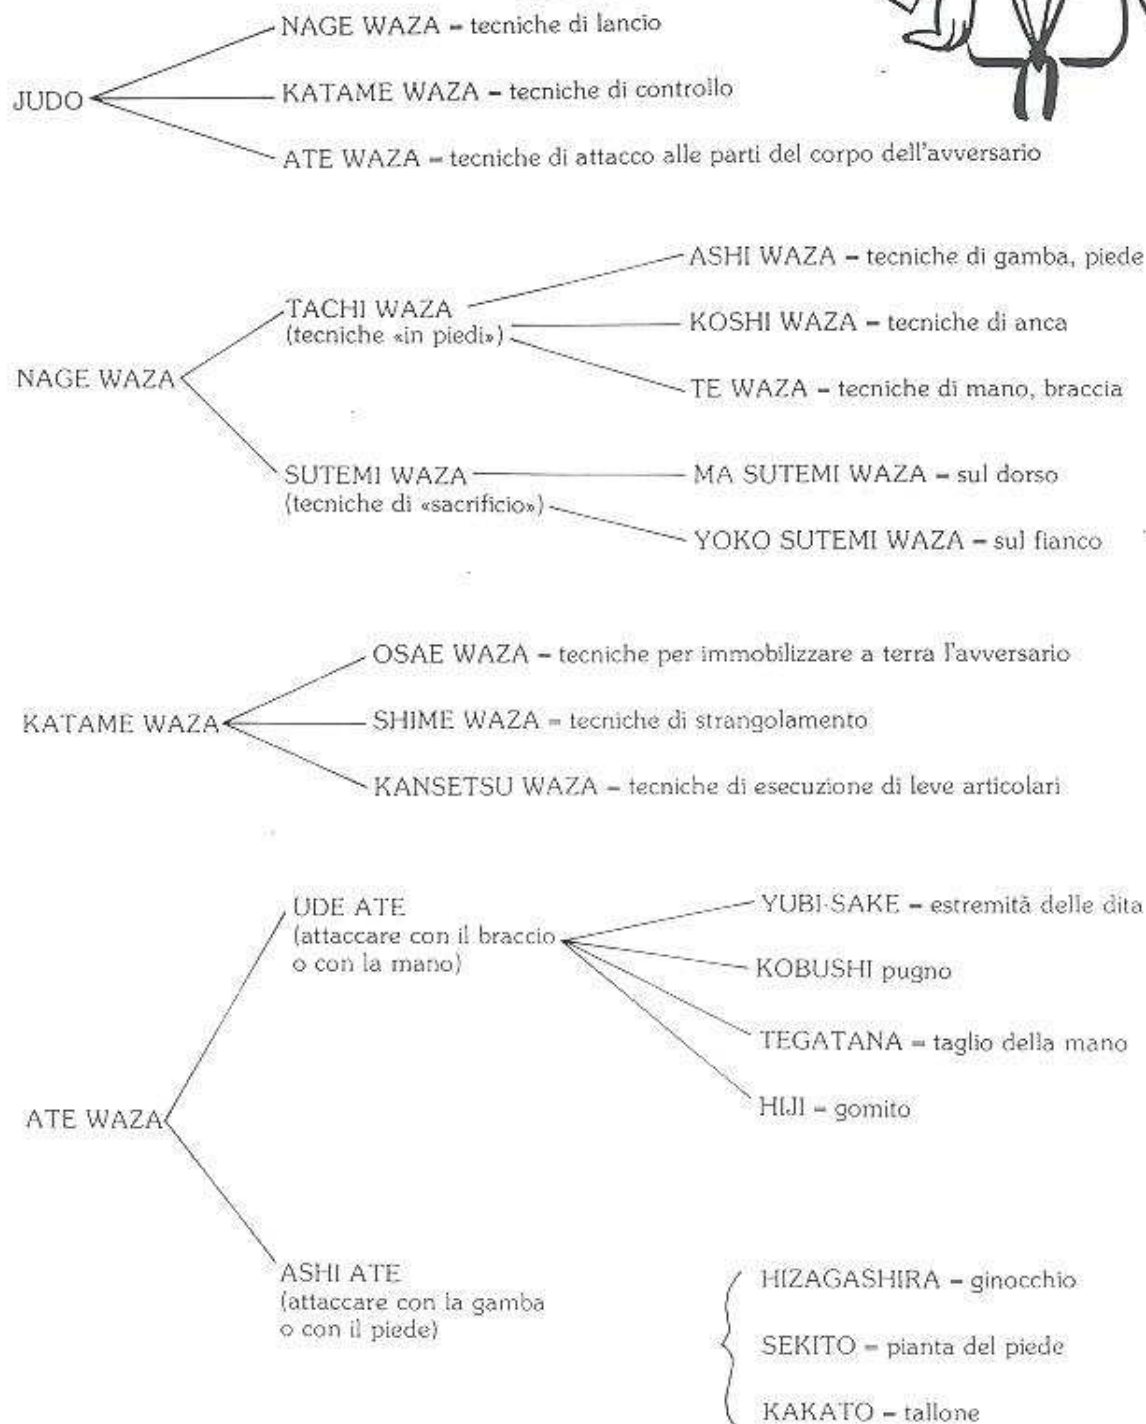 NAGE WAZA – tecniche di lancio
JUDO
KATAME WAZA – tecniche di controllo
ATE WAZA – tecniche di attacco alle parti del corpo dell'avversario
ASHI WAZA – tecniche di gamba, piede
TACHI WAZA
(tecniche «in piedi»)
KOSHI WAZA – tecniche di anca
NAGE WAZA
TE WAZA – tecniche di mano, braccia
SUTEMI WAZA
(tecniche di «sacrificio»)
MA SUTEMI WAZA – sul dorso
YOKO SUTEMI WAZA – sul fianco
OSAE WAZA – tecniche per immobilizzare a terra l'avversario
KATAME WAZA
SHIME WAZA – tecniche di strangolamento
KANSETSU WAZA – tecniche di esecuzione di leve articolari
UDE ATE
(attaccare con il braccio
o con la mano)
YUBI-SAKE – estremità delle dita
KOBUSHI pugno
TEGATANA – taglio della mano
HIJI – gomito
ATE WAZA
ASHI ATE
(attaccare con la gamba
o con il piede)
HIZAGASHIRA – ginocchio
SEKITO – pianta del piede
KAKATO – tallone